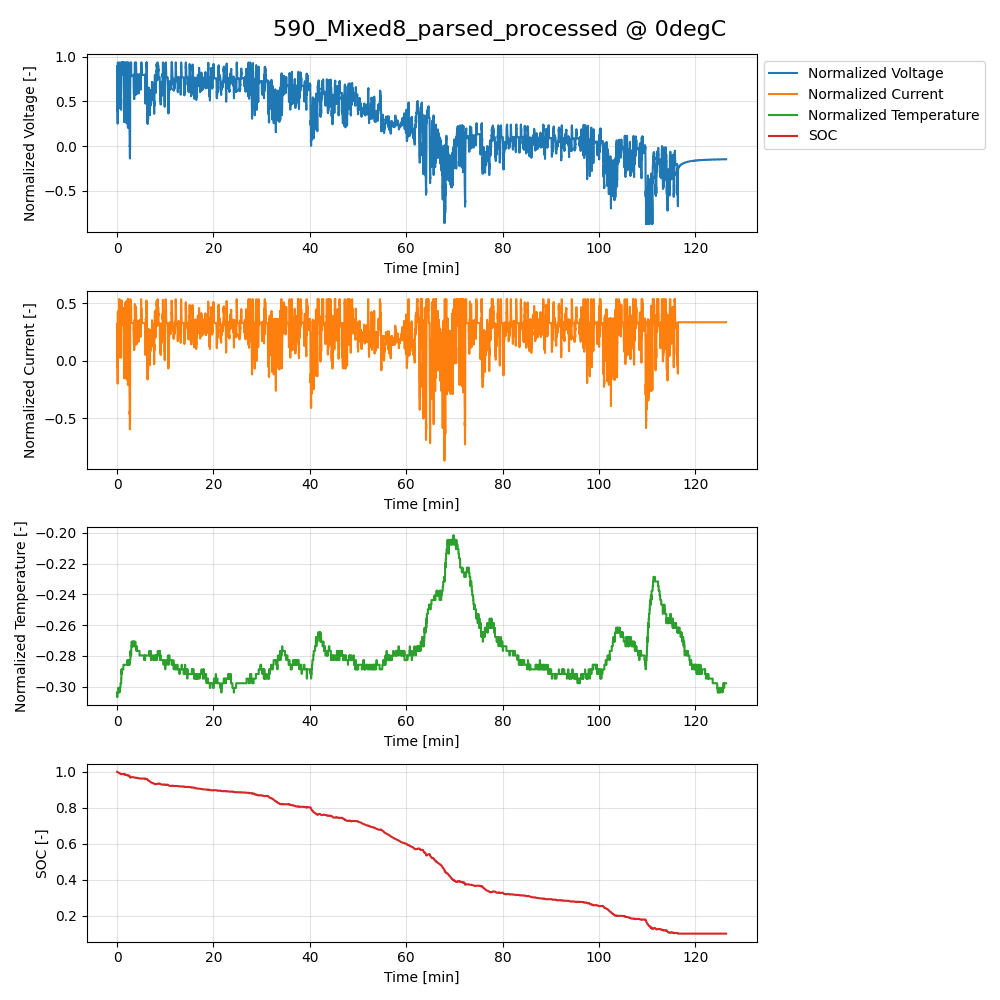 590_Mixed8_parsed_processed @ 0degC
Normalized Voltage [-]
1.0
0.5
0.0
−0.5
0 20 40 60 80 100 120
Time [min]
Normalized Voltage
Normalized Current
Normalized Temperature
SOC
Normalized Current [-]
0.5
0.0
−0.5
0 20 40 60 80 100 120
Time [min]
Normalized Temperature [-]
−0.20
−0.22
−0.24
−0.26
−0.28
−0.30
0 20 40 60 80 100 120
Time [min]
SOC [-]
1.0
0.8
0.6
0.4
0.2
0 20 40 60 80 100 120
Time [min]